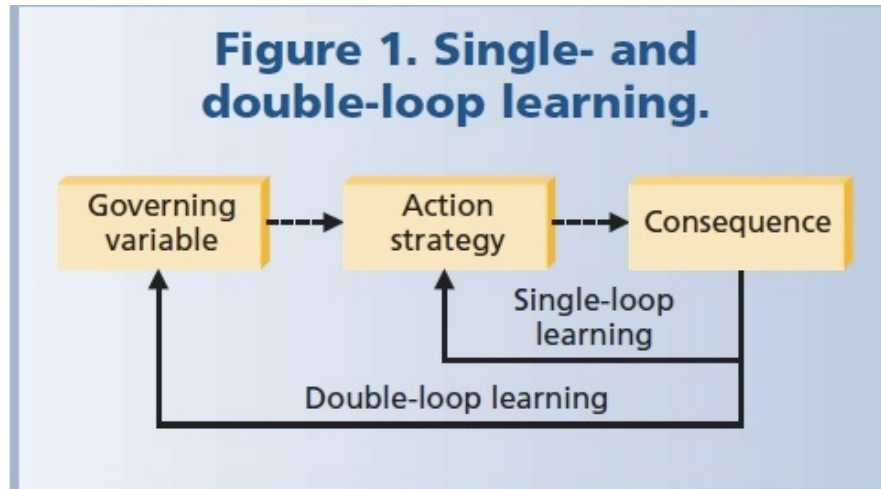 Figure 1. Single- and
double-loop learning.
Governing
variable
Action
strategy
Consequence
Single-loop
learning
Double-loop learning